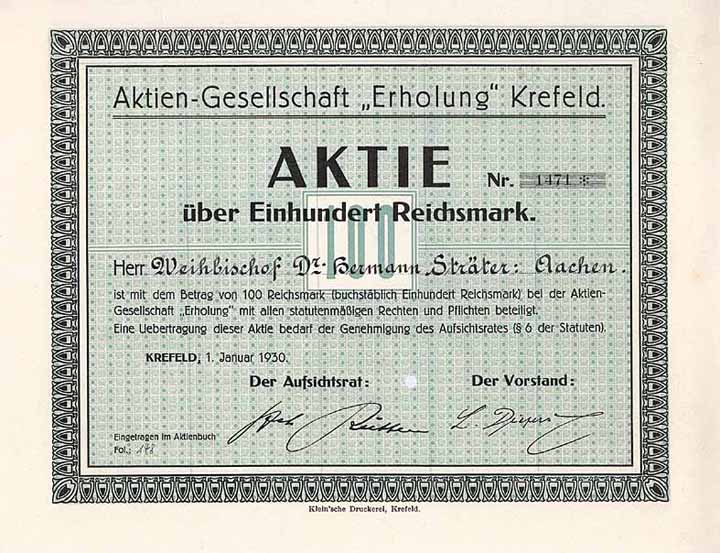 Aktien-Gesellschaft „Erholung" Krefeld.
AKTIE Nr. 1471 *
über Einhundert Reichsmark.
100
Herr Weihbischof Dr. Hermann Sträter: Aachen.
ist mit dem Betrag von 100 Reichsmark (buchstäblich Einhundert Reichsmark) bei der Aktien-
Gesellschaft „Erholung" mit allen statutenmäßigen Rechten und Pflichten beteiligt.
Eine Uebertragung dieser Aktie bedarf der Genehmigung des Aufsichtsrates (§ 6 der Statuten).
KREFELD, 1. Januar 1930.
Der Aufsichtsrat: Der Vorstand:
Eingetragen im Aktienbuch
Fol.:
Klein'sche Druckerei, Krefeld.